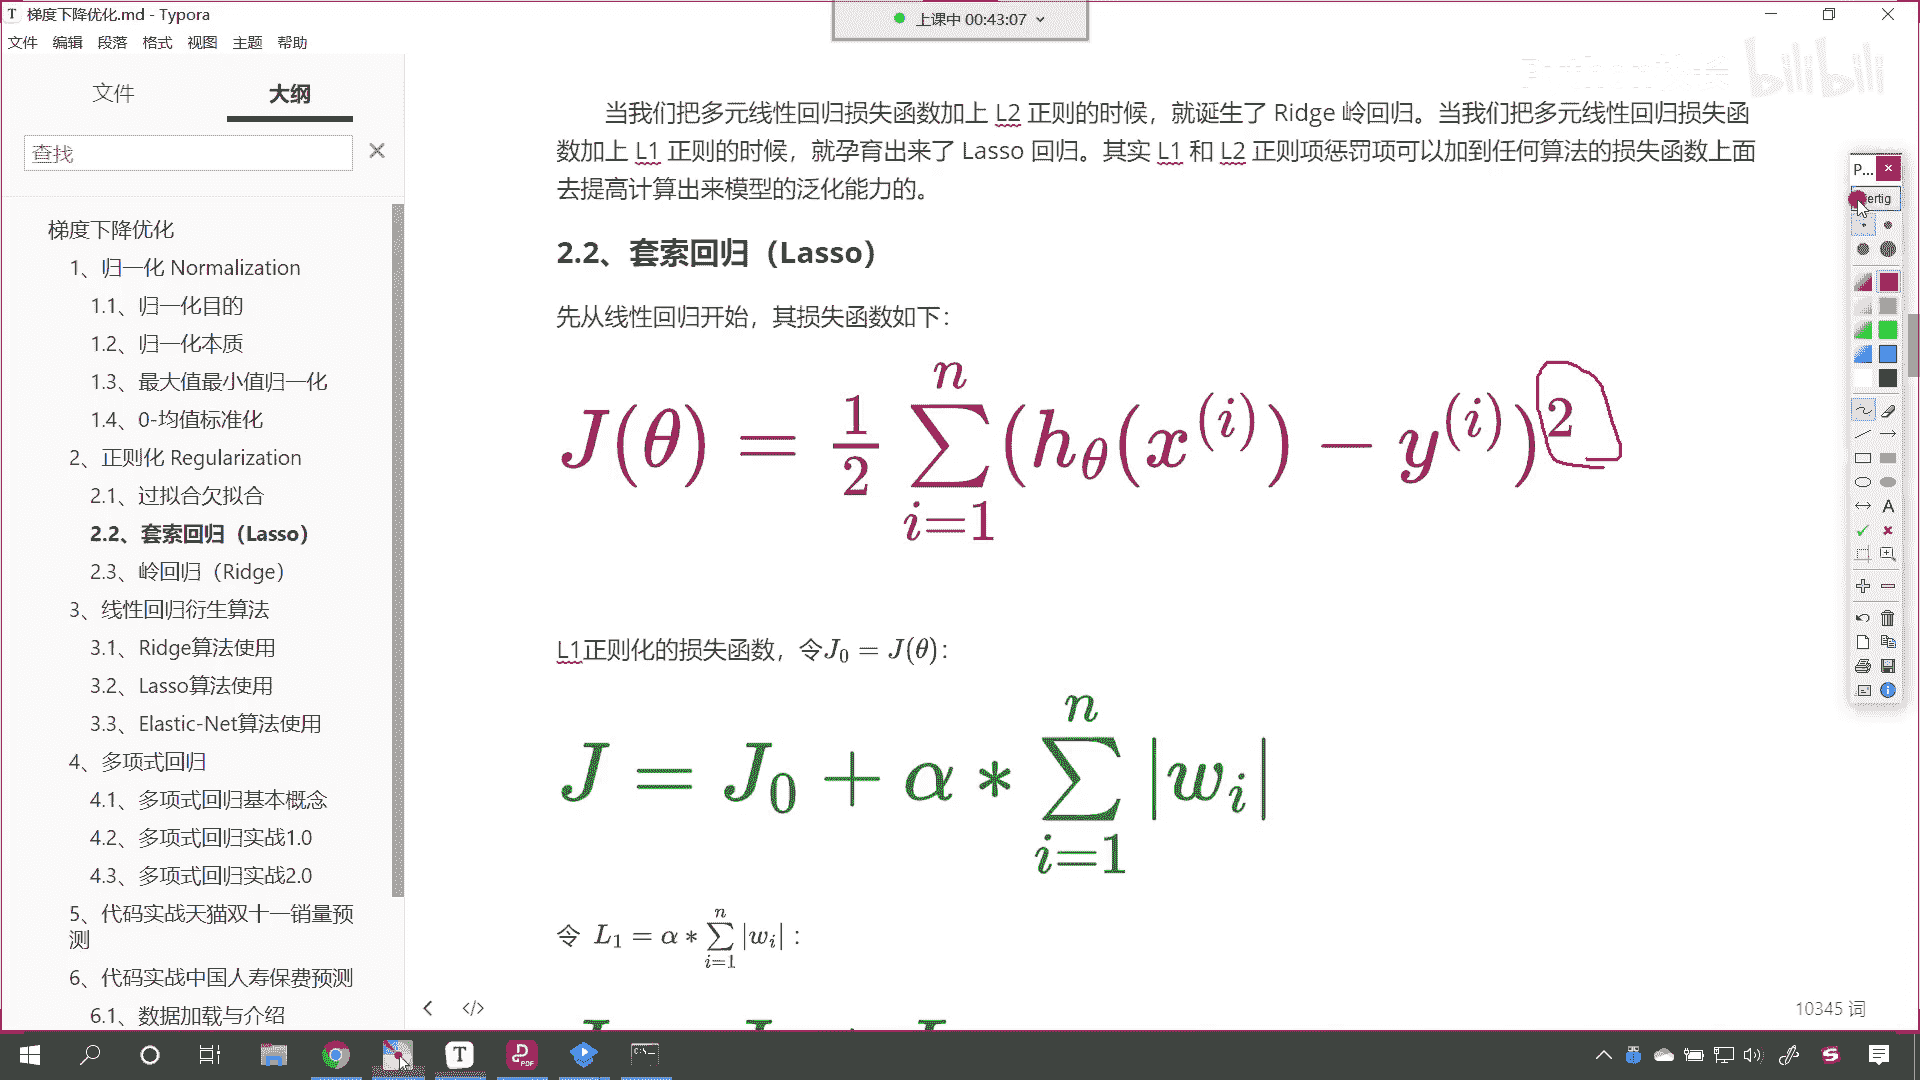 梯度下降优化.md - Typora
上课中 00:43:07
文件 编辑 段落 格式 视图 主题 帮助
bilibili
文件 大纲
查找
梯度下降优化
1、归一化 Normalization
1.1、归一化目的
1.2、归一化本质
1.3、最大值最小值归一化
1.4、0-均值标准化
2、正则化 Regularization
2.1、过拟合欠拟合
2.2、套索回归（Lasso）
2.3、岭回归（Ridge）
3、线性回归衍生算法
3.1、Ridge算法使用
3.2、Lasso算法使用
3.3、Elastic-Net算法使用
4、多项式回归
4.1、多项式回归基本概念
4.2、多项式回归实战1.0
4.3、多项式回归实战2.0
5、代码实战天猫双十一销量预
测
6、代码实战中国人寿保费预测
6.1、数据加载与介绍
当我们把多元线性回归损失函数加上 L2 正则的时候，就诞生了 Ridge 岭回归。当我们把多元线性回归损失函
数加上 L1 正则的时候，就孕育出来了 Lasso 回归。其实 L1 和 L2 正则项惩罚项可以加到任何算法的损失函数上面
去提高计算出来模型的泛化能力的。
2.2、套索回归（Lasso）
先从线性回归开始，其损失函数如下：
J(θ) = 1/2 ∑_{i=1}^{n} (h_θ(x^{(i)}) − y^{(i)})^2
L1正则化的损失函数，令J_0 = J(θ)：
J = J_0 + α * ∑_{i=1}^{n} |w_i|
令 L_1 = α * ∑_{i=1}^{n} |w_i| ：
10345 词
P...
A